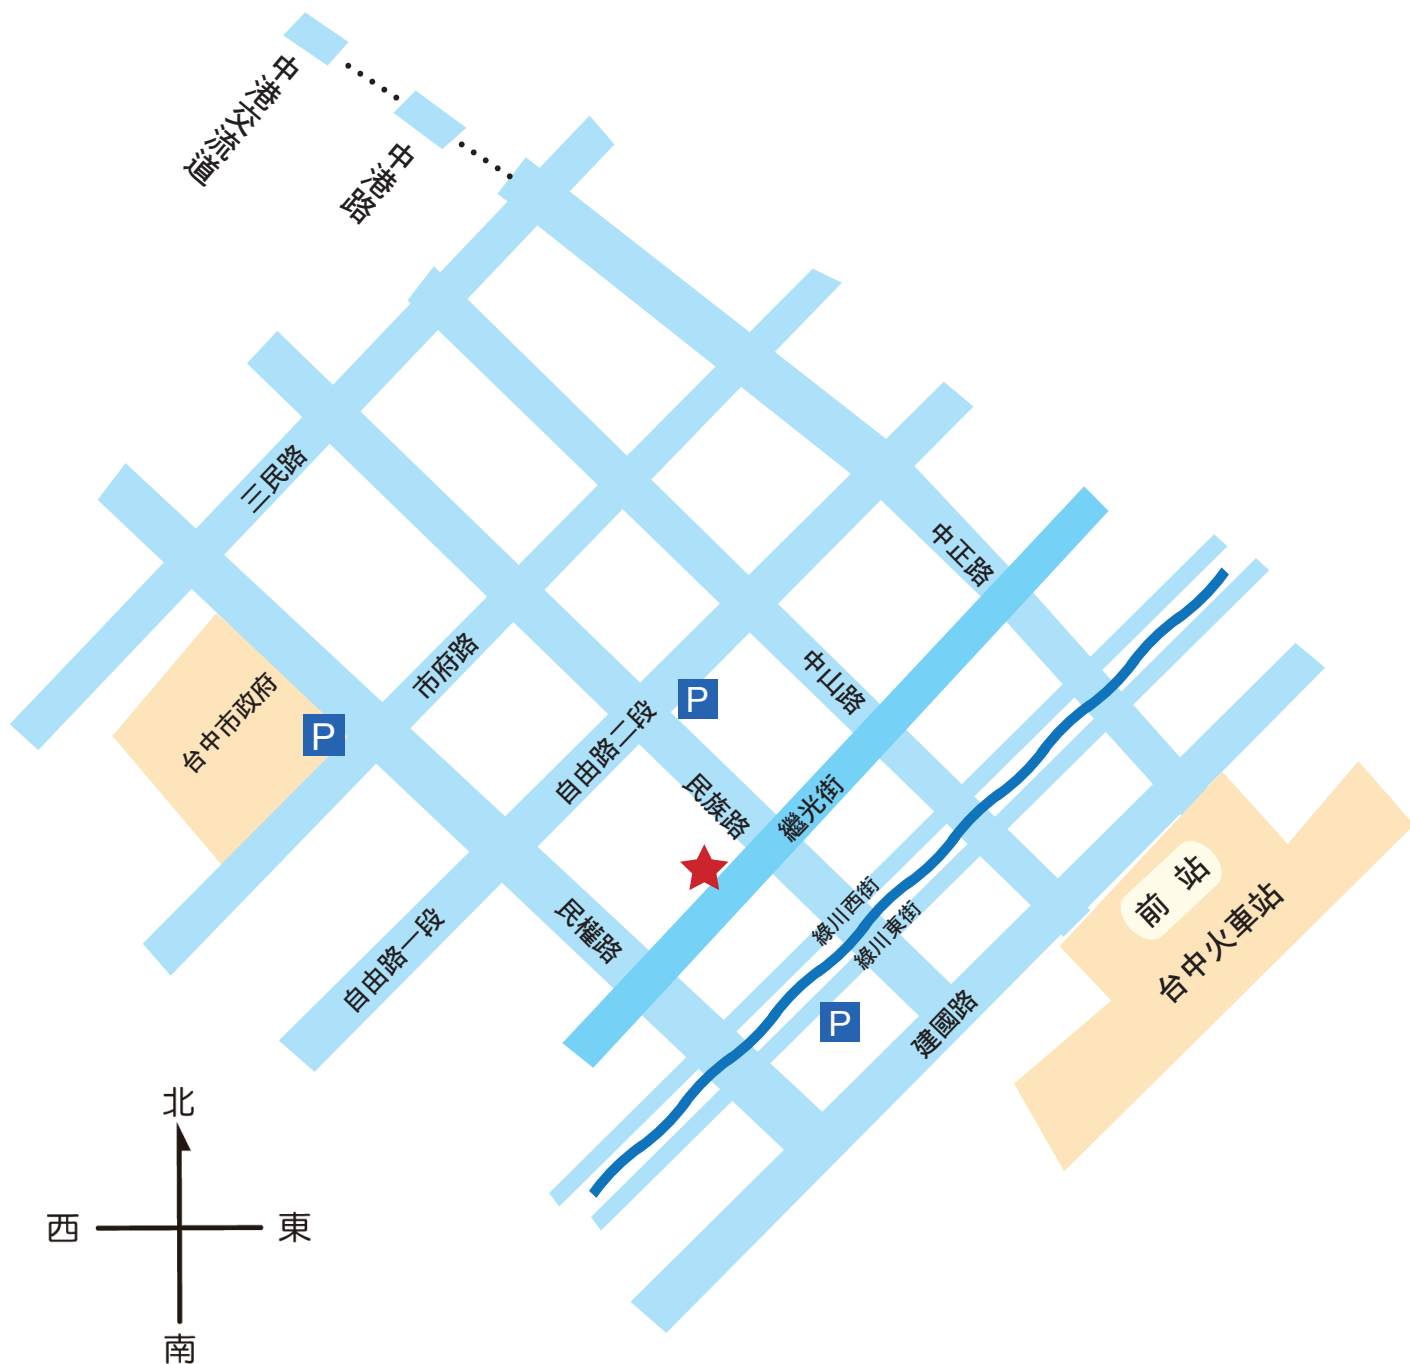 中港交流道
中港路
三民路
中正路
市府路
台中市政府
P
P
中山路
自由路二段
民族路
繼光街
前站
台中火車站
綠川西街
綠川東街
民權路
自由路一段
P
建國路
北
西
東
南